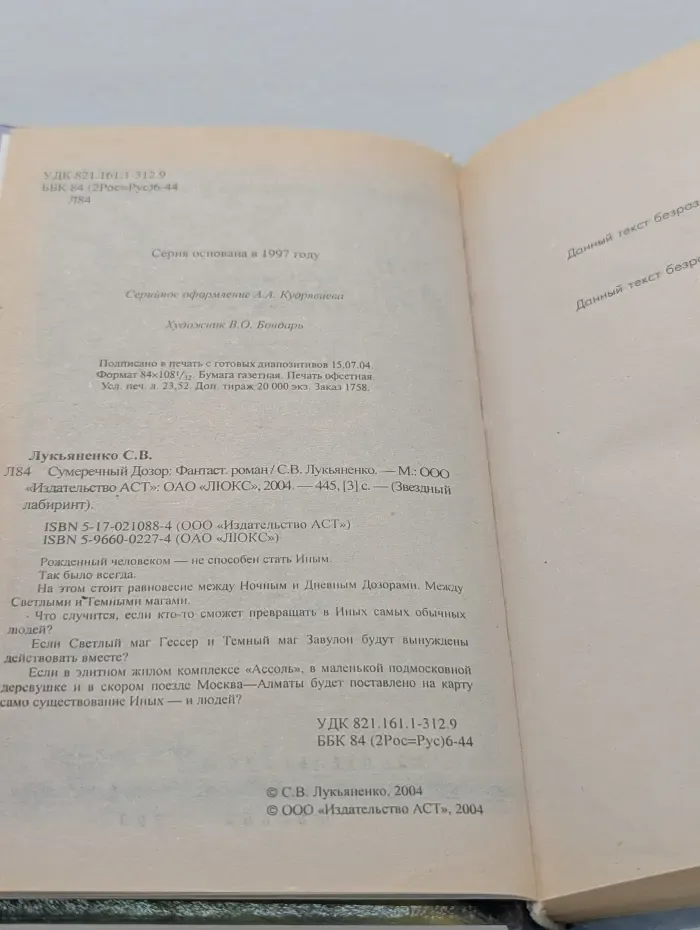 УДК 821.161.1-312.9
ББК 84 (2Рос=Рус)6-44
Л84
Серия основана в 1997 году
Серийное оформление А.А. Кудрявцева
Художник В.О. Бондарь
Подписано в печать с готовых диапозитивов 15.07.04.
Формат 84×108¹/₃₂. Бумага газетная. Печать офсетная.
Усл. печ. л. 23,52. Доп. тираж 20 000 экз. Заказ 1758.
Лукьяненко С.В.
Л84 Сумеречный Дозор: Фантаст. роман / С.В. Лукьяненко. — М.: ООО
«Издательство АСТ»: ОАО «ЛЮКС», 2004. — 445, [3] с. — (Звездный
лабиринт).
ISBN 5-17-021088-4 (ООО «Издательство АСТ»)
ISBN 5-9660-0227-4 (ОАО «ЛЮКС»)
Рожденный человеком — не способен стать Иным.
Так было всегда.
На этом стоит равновесие между Ночным и Дневным Дозорами. Между
Светлыми и Темными магами.
Что случится, если кто-то сможет превращать в Иных самых обычных
людей?
Если Светлый маг Гессер и Темный маг Завулон будут вынуждены
действовать вместе?
Если в элитном жилом комплексе «Ассоль», в маленькой подмосковной
деревушке и в скором поезде Москва—Алматы будет поставлено на карту
само существование Иных — и людей?
УДК 821.161.1-312.9
ББК 84 (2Рос=Рус)6-44
© С.В. Лукьяненко, 2004
© ООО «Издательство АСТ», 2004
Данный текст безраз
Данный текст безра